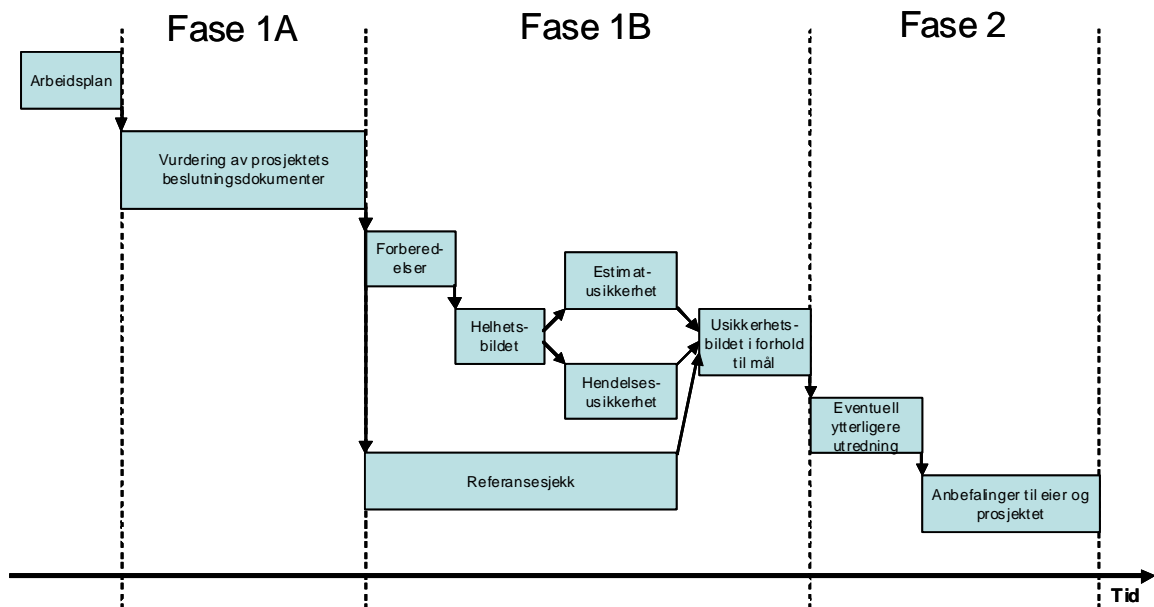 Fase 1A
Fase 1B
Fase 2
Arbeidsplan
Vurdering av prosjektets
beslutningsdokumenter
Forbered-
elser
Helhets-
bildet
Estimat-
usikkerhet
Hendelses-
usikkerhet
Usikkerhets-
bildet i forhold
til mål
Referansesjekk
Eventuell
ytterligere
utredning
Anbefalinger til eier og
prosjektet
Tid